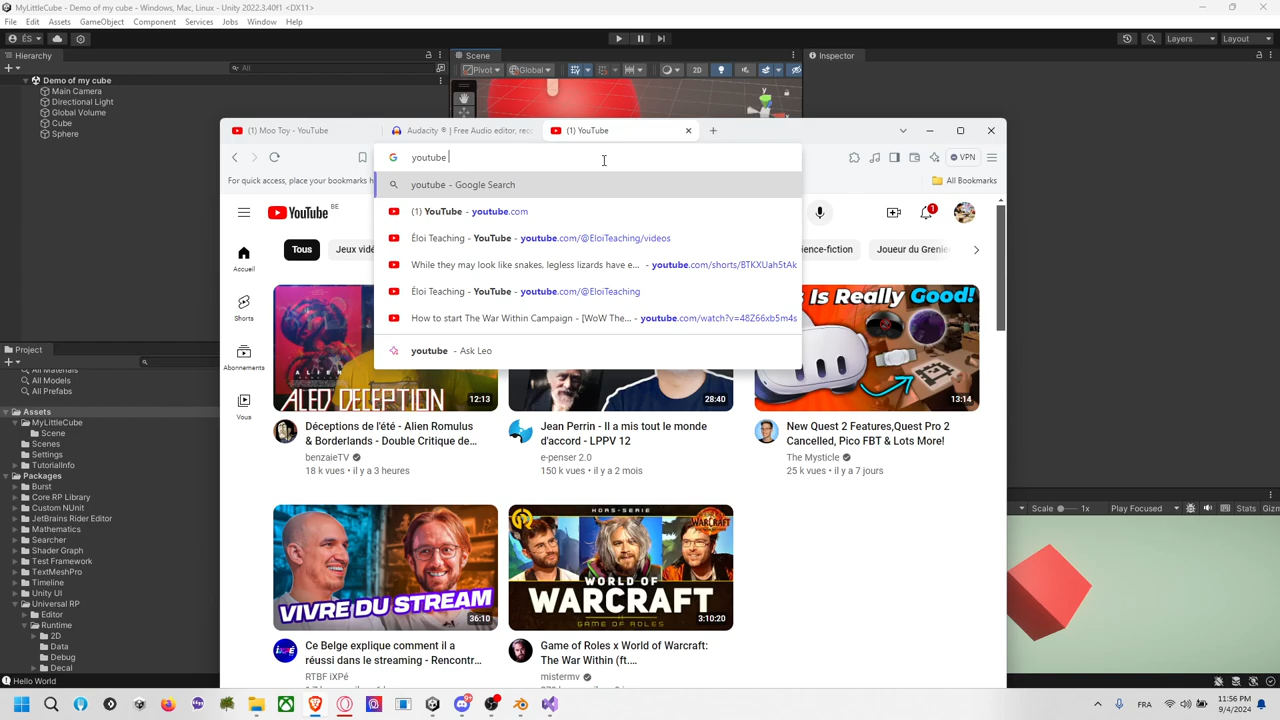 MyLittleCube - Demo of my cube - Windows, Mac, Linux - Unity 2022.3.40f1 <DX11>
File Edit Assets GameObject Component Services Jobs Window Help
ÉS Layers Layout
Hierarchy Scene Inspector
All Pivot Global 2D
Demo of my cube
Main Camera
Directional Light
Global Volume
Cube
Sphere
(1) Moo Toy - YouTube Audacity ® | Free Audio editor, rec (1) YouTube
youtube VPN
For quick access, place your bookmarks h All Bookmarks
youtube - Google Search
(1) YouTube - youtube.com
Éloi Teaching - YouTube - youtube.com/@EloiTeaching/videos
While they may look like snakes, legless lizards have e... - youtube.com/shorts/BTKXUah5tAk
Éloi Teaching - YouTube - youtube.com/@EloiTeaching
How to start The War Within Campaign - [WoW The... - youtube.com/watch?v=48Z66xb5m4s
youtube - Ask Leo
YouTube BE
1
Tous Jeux vidé ience-fiction Joueur du Grenie
Accueil
Shorts
Abonnements
Vous
Is Really Good!
ALED DECEPTION
12:13 28:40 13:14
Déceptions de l'été - Alien Romulus
& Borderlands - Double Critique de...
benzaieTV
18 k vues • il y a 3 heures
Jean Perrin - Il a mis tout le monde
d'accord - LPPV 12
e-penser 2.0
150 k vues • il y a 2 mois
New Quest 2 Features,Quest Pro 2
Cancelled, Pico FBT & Lots More!
The Mysticle
25 k vues • il y a 7 jours
VIVRE DU STREAM
36:10
HORS-SERIE
WORLD OF
WARCRAFT
GAME OF ROLES
3:10:20
Ce Belge explique comment il a
réussi dans le streaming - Rencontr...
RTBF iXPé
Game of Roles x World of Warcraft:
The War Within (ft....
mistermv
Project
All Materials
All Models
All Prefabs
Assets
MyLittleCube
Scene
Scenes
Settings
TutorialInfo
Packages
Burst
Core RP Library
Custom NUnit
JetBrains Rider Editor
Mathematics
Searcher
Shader Graph
Test Framework
TextMeshPro
Timeline
Unity UI
Universal RP
Editor
Runtime
2D
Data
Debug
Decal
Scale 1x Play Focused Stats Gizm
Hello World
FRA 11:56 PM
9/4/2024